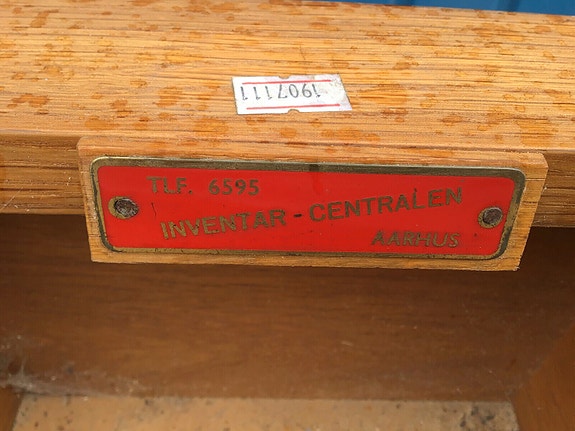 1907111
TLF. 6595
INVENTAR-CENTRALEN
AARHUS